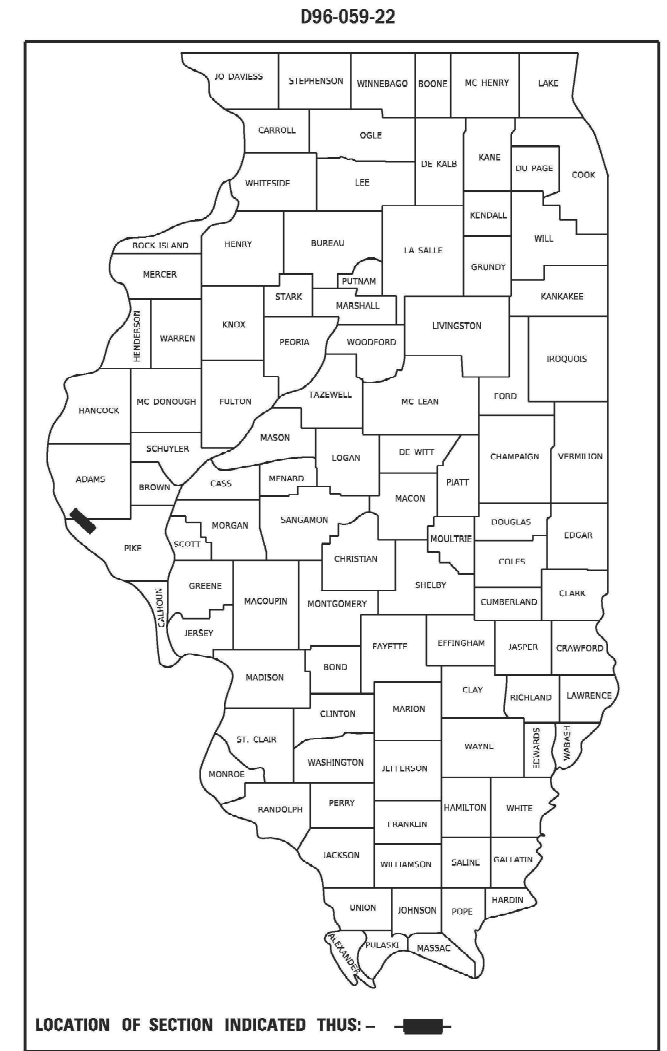 D96-059-22
JO DAVIESS STEPHENSON WINNEBAGO BOONE MC HENRY LAKE
CARROLL OGLE DE KALB KANE DU PAGE COOK
WHITESIDE LEE
KENDALL
ROCK ISLAND HENRY BUREAU LA SALLE WILL
MERCER PUTNAM GRUNDY
STARK MARSHALL KANKAKEE
HENDERSON WARREN KNOX PEORIA WOODFORD LIVINGSTON IROQUOIS
HANCOCK MC DONOUGH FULTON TAZEWELL MC LEAN FORD
MASON
SCHUYLER LOGAN DE WITT CHAMPAIGN VERMILION
ADAMS BROWN CASS MENARD PIATT
MACON
MORGAN SANGAMON DOUGLAS
PIKE SCOTT MOULTRIE EDGAR
CHRISTIAN COLES
GREENE SHELBY
CALHOUN MACOUPIN MONTGOMERY CUMBERLAND CLARK
JERSEY FAYETTE EFFINGHAM JASPER CRAWFORD
MADISON BOND
CLAY RICHLAND LAWRENCE
CLINTON MARION
ST. CLAIR WAYNE EDWARDS WABASH
MONROE WASHINGTON JEFFERSON
RANDOLPH PERRY HAMILTON WHITE
FRANKLIN
JACKSON WILLIAMSON SALINE GALLATIN
UNION JOHNSON POPE HARDIN
ALEXANDER PULASKI MASSAC
LOCATION OF SECTION INDICATED THUS: –